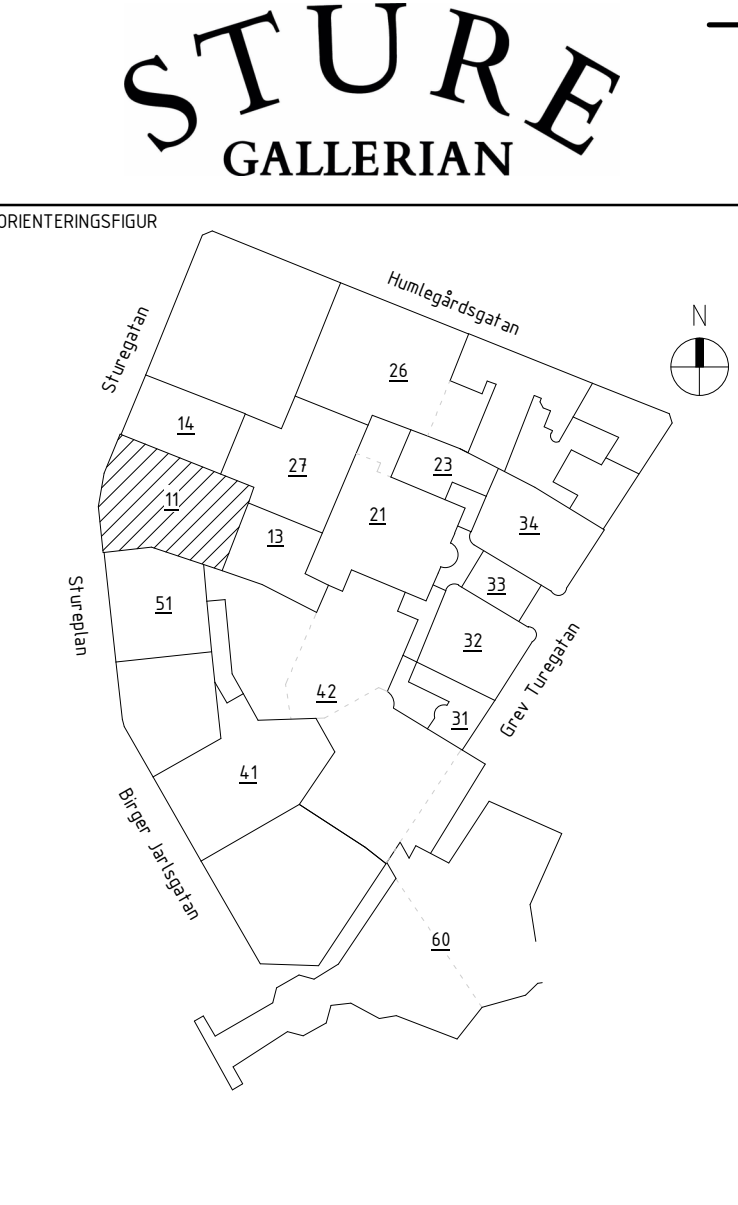 STURE
GALLERIAN
ORIENTERINGSFIGUR
Humlegårdsgatan
Sturegatan
N
26
14
27
23
11
21
34
13
33
51
Stureplan
32
42
31
Grev Turegatan
41
Birger Jarlsgatan
60